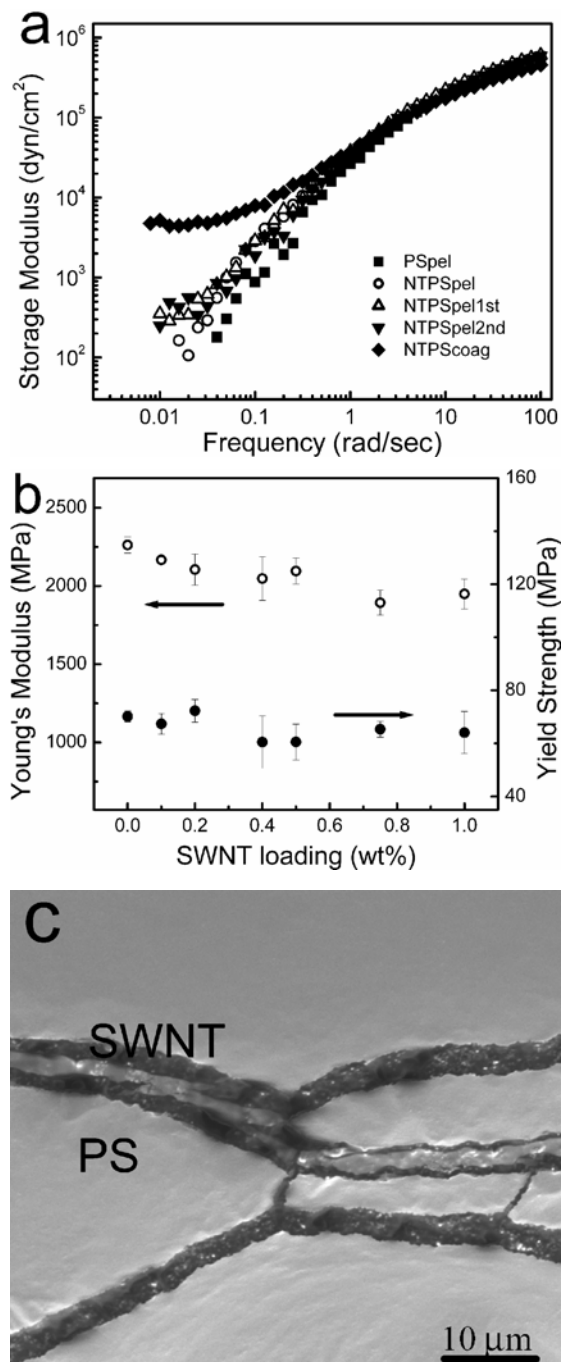 a
Storage Modulus (dyn/cm²)
10⁶
10⁵
10⁴
10³
10²
PSpel
NTPSpel
NTPSpel1st
NTPSpel2nd
NTPScoag
0.01
0.1
1
10
100
Frequency (rad/sec)
b
Young's Modulus (MPa)
2500
2000
1500
1000
160
120
80
40
Yield Strength (MPa)
0.0
0.2
0.4
0.6
0.8
1.0
SWNT loading (wt%)
c
SWNT
PS
10 μm